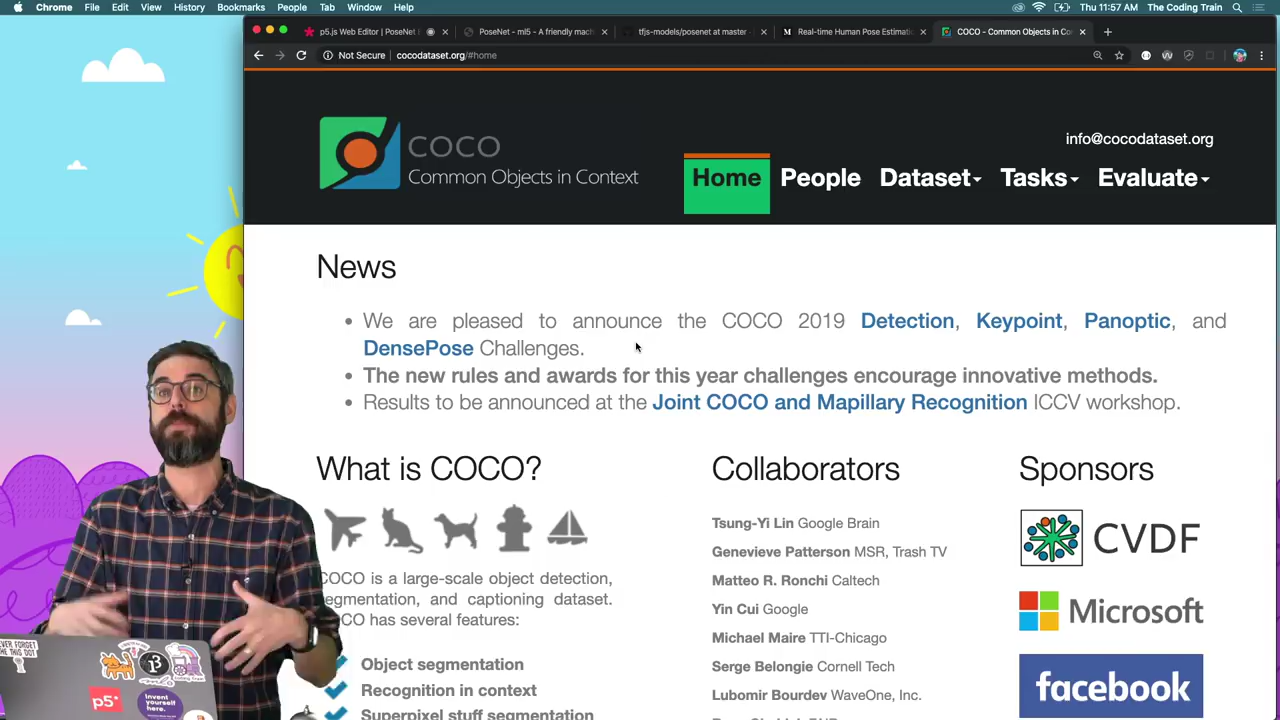 Chrome File Edit View History Bookmarks People Tab Window Help
Thu 11:57 AM The Coding Train
p5.js Web Editor | PoseNet
PoseNet - ml5 - A friendly mach
tfjs-models/posenet at master
Real-time Human Pose Estimati
COCO - Common Objects in Co
Not Secure cocodataset.org/#home
COCO
Common Objects in Context
info@cocodataset.org
Home People Dataset Tasks Evaluate
News
We are pleased to announce the COCO 2019 Detection, Keypoint, Panoptic, and
DensePose Challenges.
The new rules and awards for this year challenges encourage innovative methods.
Results to be announced at the Joint COCO and Mapillary Recognition ICCV workshop.
What is COCO?
COCO is a large-scale object detection,
segmentation, and captioning dataset.
COCO has several features:
Object segmentation
Recognition in context
Superpixel stuff segmentation
Collaborators
Tsung-Yi Lin Google Brain
Genevieve Patterson MSR, Trash TV
Matteo R. Ronchi Caltech
Yin Cui Google
Michael Maire TTI-Chicago
Serge Belongie Cornell Tech
Lubomir Bourdev WaveOne, Inc.
Sponsors
CVDF
Microsoft
facebook
p5
Invent
yourself
here.